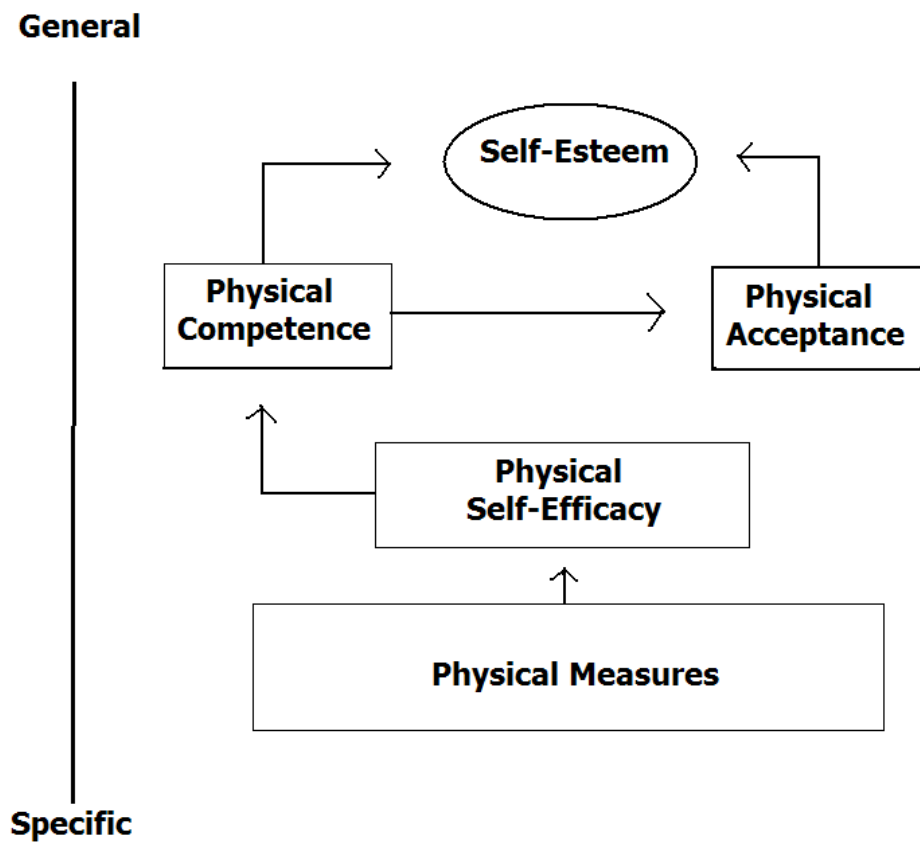 General
Self-Esteem
Physical
Competence
Physical
Acceptance
Physical
Self-Efficacy
Physical Measures
Specific